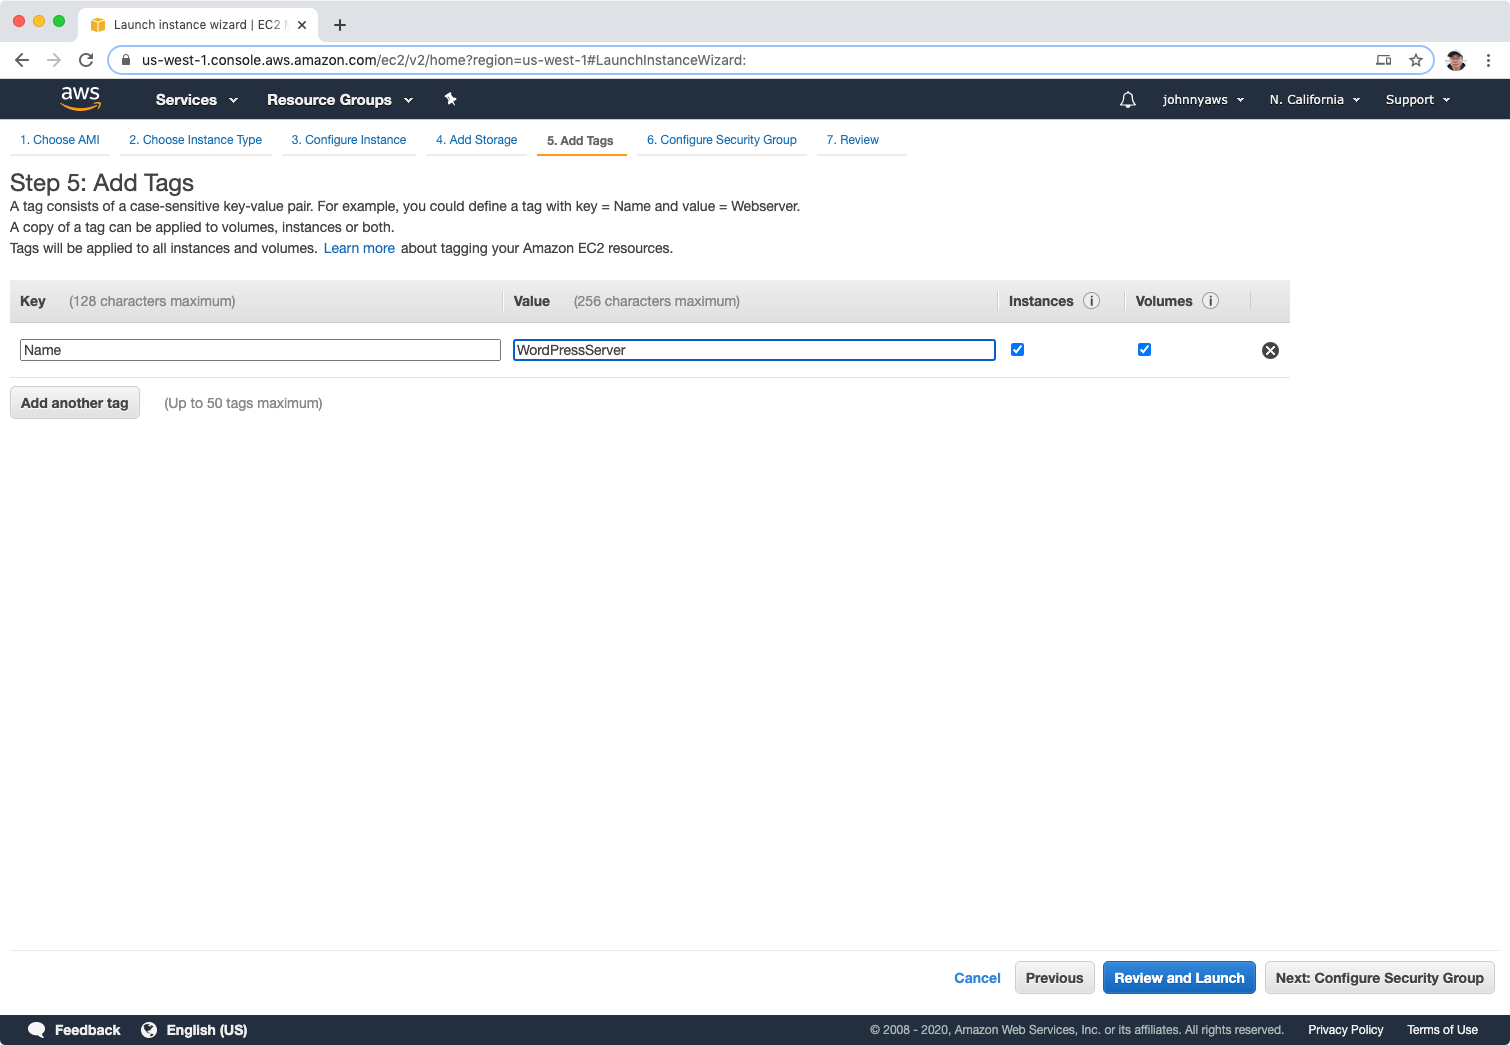 Launch instance wizard | EC2
us-west-1.console.aws.amazon.com/ec2/v2/home?region=us-west-1#LaunchInstanceWizard:
aws Services Resource Groups johnnyaws N. California Support
1. Choose AMI 2. Choose Instance Type 3. Configure Instance 4. Add Storage 5. Add Tags 6. Configure Security Group 7. Review
Step 5: Add Tags
A tag consists of a case-sensitive key-value pair. For example, you could define a tag with key = Name and value = Webserver.
A copy of a tag can be applied to volumes, instances or both.
Tags will be applied to all instances and volumes. Learn more about tagging your Amazon EC2 resources.
Key (128 characters maximum) Value (256 characters maximum) Instances i Volumes i
Name WordPressServer
Add another tag (Up to 50 tags maximum)
Cancel Previous Review and Launch Next: Configure Security Group
Feedback English (US) © 2008 - 2020, Amazon Web Services, Inc. or its affiliates. All rights reserved. Privacy Policy Terms of Use